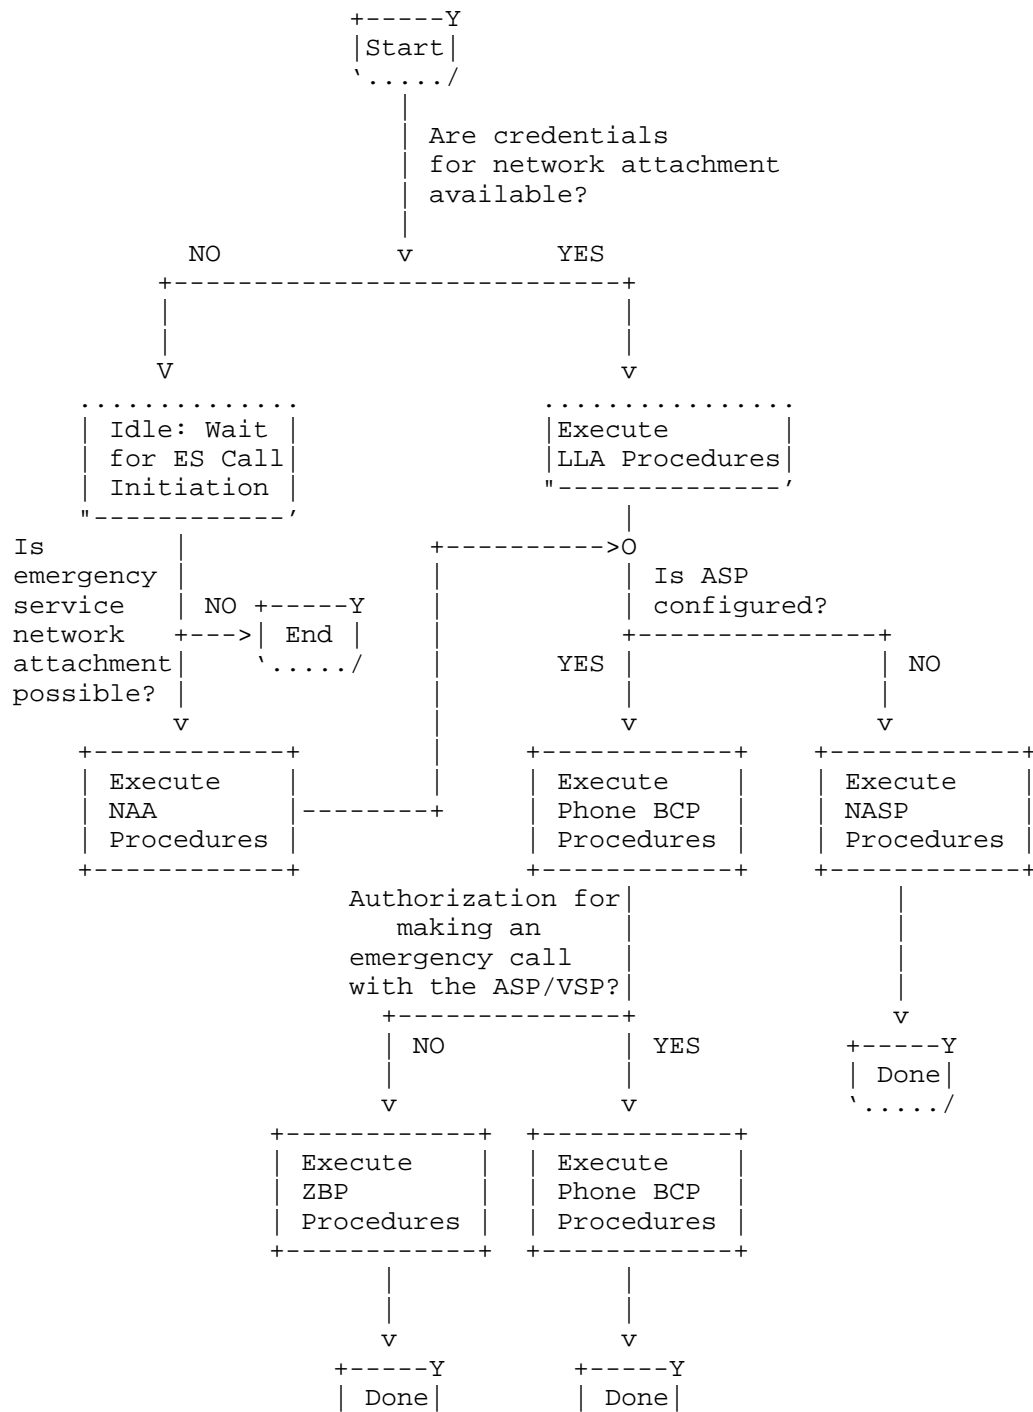 +-----Y
                      |Start|
                      `...../
                         |
                         | Are credentials
                         | for network attachment
                         | available?
                         |
            NO           v         YES
          +----------------------------+
          |                            |
          |                            |
          V                            v
     ..............               ................
     | Idle: Wait |               |Execute       |
     | for ES Call|               |LLA Procedures|
     | Initiation |               "--------------'
     "------------'                    |
 Is        |               +---------->O
 emergency |               |           | Is ASP
 service   | NO +-----Y    |           | configured?
 network   +--->| End |    |           +---------------+
 attachment|    `...../    |       YES |               | NO
 possible? |               |           |               |
           v               |           v               v
     +------------+        |     +------------+  +------------+
     | Execute    |        |     | Execute    |  | Execute    |
     | NAA        |--------+     | Phone BCP  |  | NASP       |
     | Procedures |              | Procedures |  | Procedures |
     +------------+              +------------+  +------------+
                      Authorization for|               |
                         making an     |               |
                      emergency call   |               |
                      with the ASP/VSP?|               |
                        +--------------+               v
                        | NO           | YES        +-----Y
                        |              |            | Done|
                        v              v            `...../
                 +------------+  +------------+
                 | Execute    |  | Execute    |
                 | ZBP        |  | Phone BCP  |
                 | Procedures |  | Procedures |
                 +------------+  +------------+
                       |              |
                       |              |
                       v              v
                    +-----Y        +-----Y
                    | Done|        | Done|